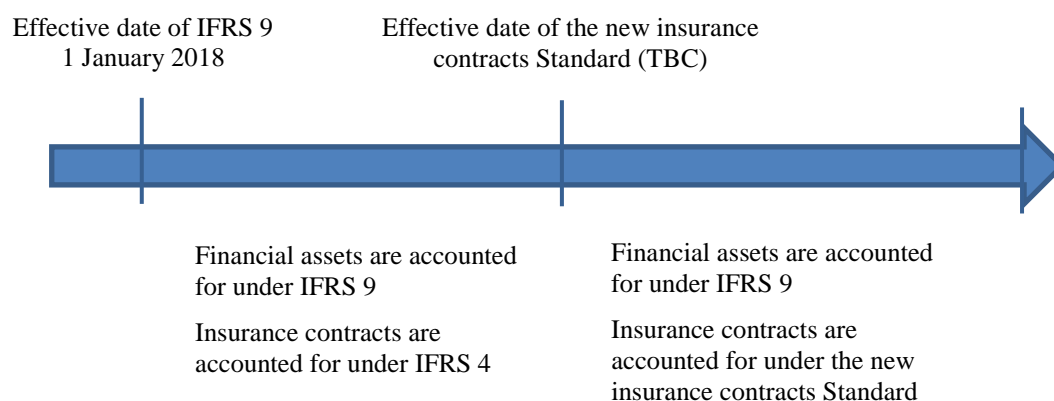 Effective date of IFRS 9
1 January 2018
Effective date of the new insurance
contracts Standard (TBC)
Financial assets are accounted
for under IFRS 9
Insurance contracts are
accounted for under IFRS 4
Financial assets are accounted
for under IFRS 9
Insurance contracts are
accounted for under the new
insurance contracts Standard